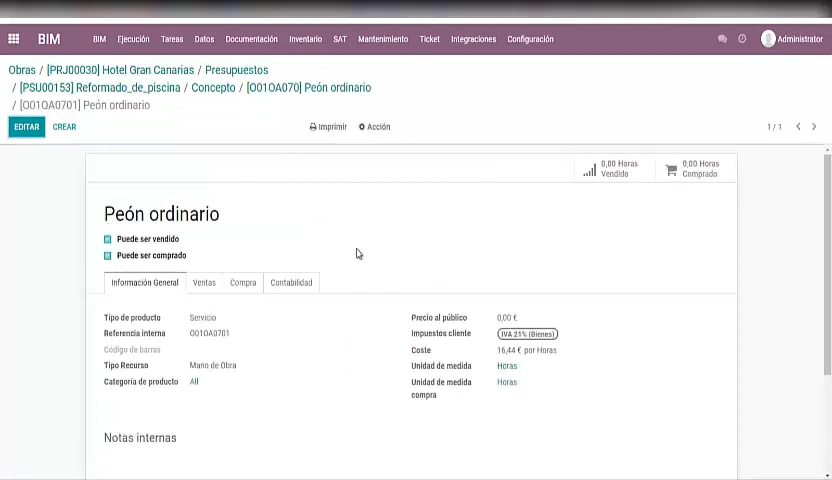 BIM BIM Ejecución Tareas Datos Documentación Inventario SAT Mantenimiento Ticket Integraciones Configuración Administrator
Obras / [PRJ00030] Hotel Gran Canarias / Presupuestos
/ [PSU00153] Reformado_de_piscina / Concepto / [O01OA070] Peón ordinario
/ [O01OA0701] Peón ordinario
EDITAR CREAR Imprimir Acción 1 / 1
0,00 Horas
Vendido
0,00 Horas
Comprado
Peón ordinario
Puede ser vendido
Puede ser comprado
Información General Ventas Compra Contabilidad
Tipo de producto Servicio
Referencia interna O01OA0701
Código de barras
Tipo Recurso Mano de Obra
Categoría de producto All
Precio al público 0,00 €
Impuestos cliente IVA 21% (Bienes)
Coste 16,44 € por Horas
Unidad de medida Horas
Unidad de medida compra Horas
Notas internas